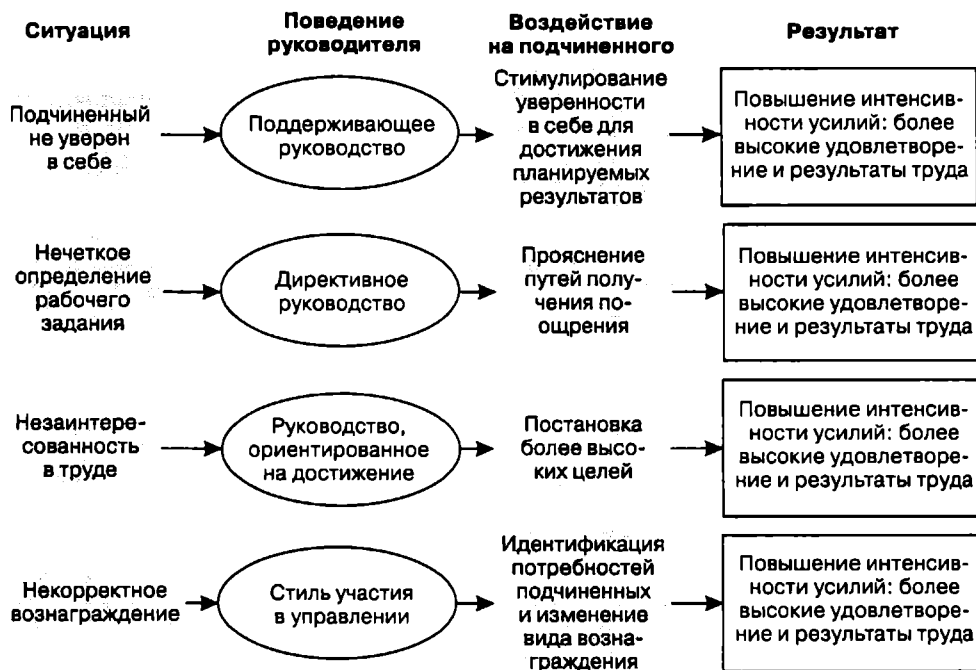 Ситуация
Поведение
руководителя
Воздействие
на подчиненного
Результат
Подчиненный
не уверен
в себе
Поддерживающее
руководство
Стимулирование
уверенности
в себе для
достижения
планируемых
результатов
Повышение интенсив-
ности усилий: более
высокие удовлетворе-
ние и результаты труда
Нечеткое
определение
рабочего
задания
Директивное
руководство
Прояснение
путей полу-
чения по-
ощрения
Повышение интенсив-
ности усилий: более
высокие удовлетворе-
ние и результаты труда
Незаинтере-
сованность
в труде
Руководство,
ориентированное
на достижение
Постановка
более высо-
ких целей
Повышение интенсив-
ности усилий: более
высокие удовлетворе-
ние и результаты труда
Некорректное
вознаграждение
Стиль участия
в управлении
Идентификация
потребностей
подчиненных
и изменение
вида возна-
граждения
Повышение интенсив-
ности усилий: более
высокие удовлетворе-
ние и результаты труда